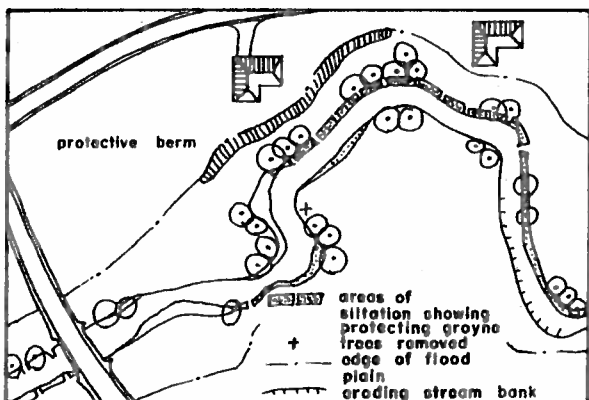 protective berm
areas of
siltation showing
protecting groyne
trees removed
edge of flood
plain
eroding stream bank